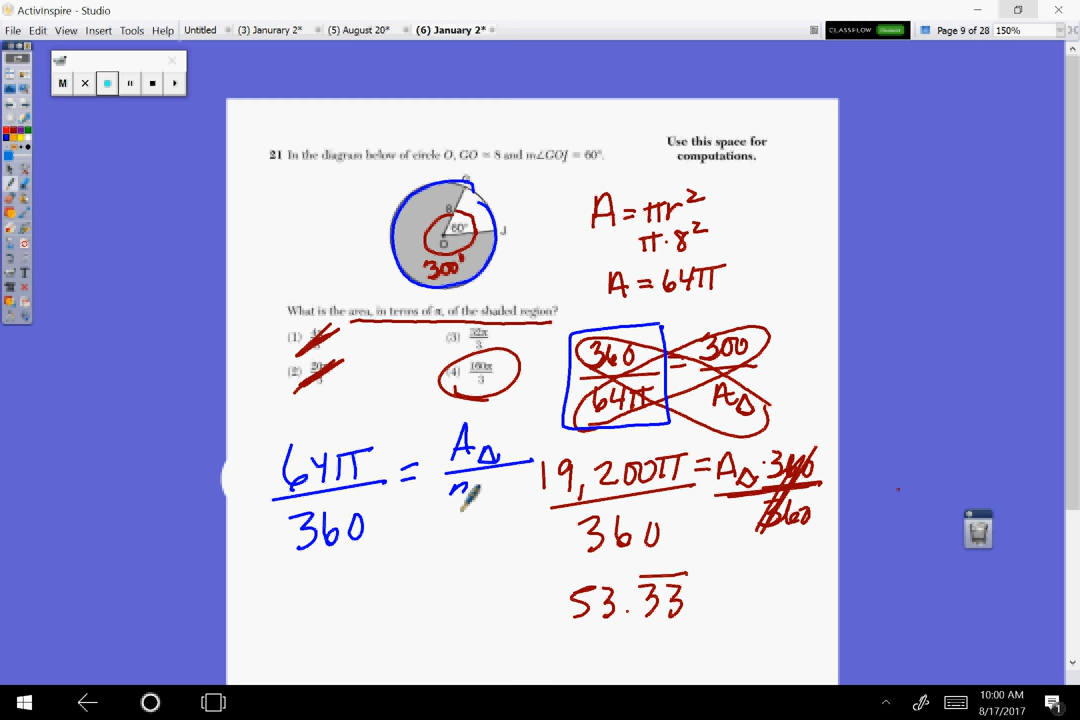 ActivInspire - Studio
File Edit View Insert Tools Help Untitled (3) Janurary 2* (5) August 20* (6) January 2*
CLASSFLOW Page 9 of 28 150%
M
21 In the diagram below of circle O, GO = 8 and m∠GOJ = 60°.
Use this space for
computations.
G
8
60°
J
O
300°
A = πr²
π·8²
A = 64π
What is the area, in terms of π, of the shaded region?
(1)
(3) 32π/3
(2)
(4) 160π/3
360/64π = 300/A
64π/360 = A
19,200π/360 = A · 360/360
53.33
10:00 AM
8/17/2017
1